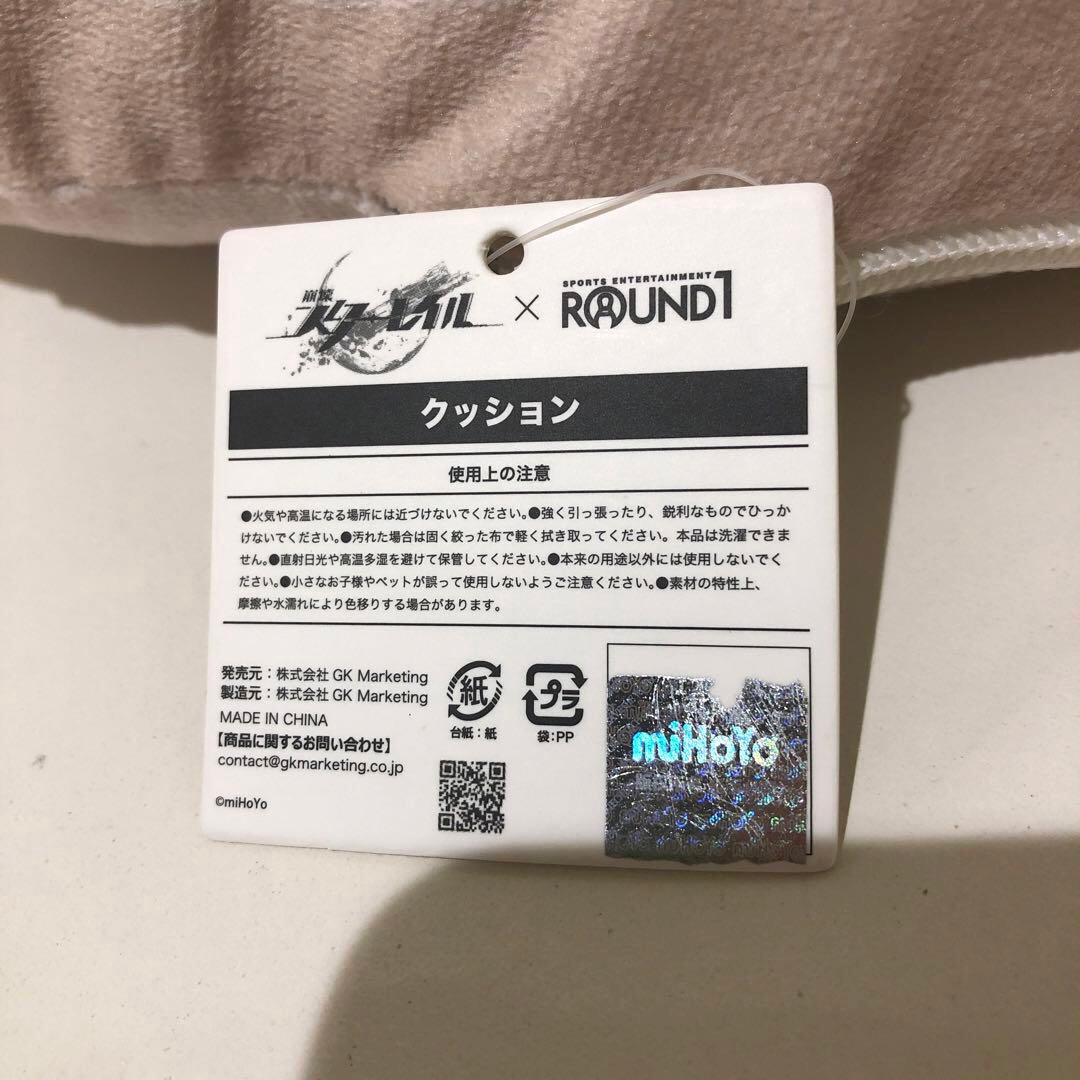 崩壊
スターレイル × SPORTS ENTERTAINMENT
ROUND1
クッション
使用上の注意
●火気や高温になる場所には近づけないでください。●強く引っ張ったり、鋭利なものでひっか
けないでください。●汚れた場合は固く絞った布で軽く拭き取ってください。本品は洗濯できま
せん。●直射日光や高温多湿を避けて保管してください。●本来の用途以外には使用しないでく
ださい。●小さなお子様やペットが誤って使用しないようご注意ください。●素材の特性上、
摩擦や水濡れにより色移りする場合があります。
発売元：株式会社 GK Marketing
製造元：株式会社 GK Marketing
MADE IN CHINA
【商品に関するお問い合わせ】
contact@gkmarketing.co.jp
©miHoYo
紙
台紙：紙
プラ
袋：PP
miHoYo